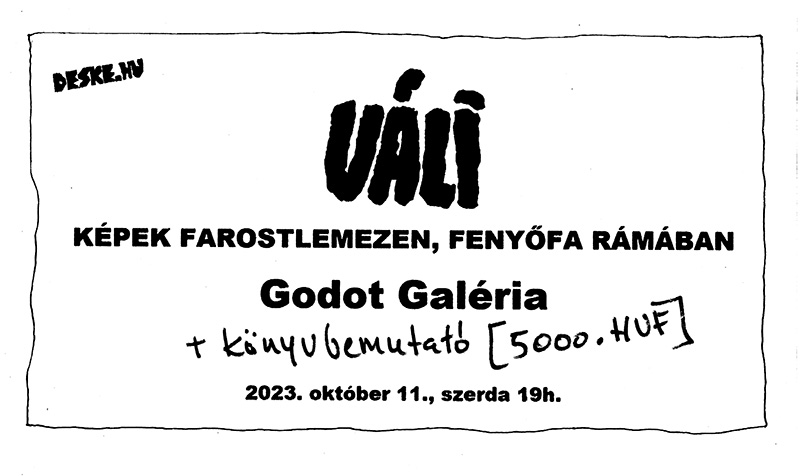 DESKE.HU
VÁLI
KÉPEK FAROSTLEMEZEN, FENYŐFA RÁMÁBAN
Godot Galéria
+ könyvbemutató [5000.HUF]
2023. október 11., szerda 19h.